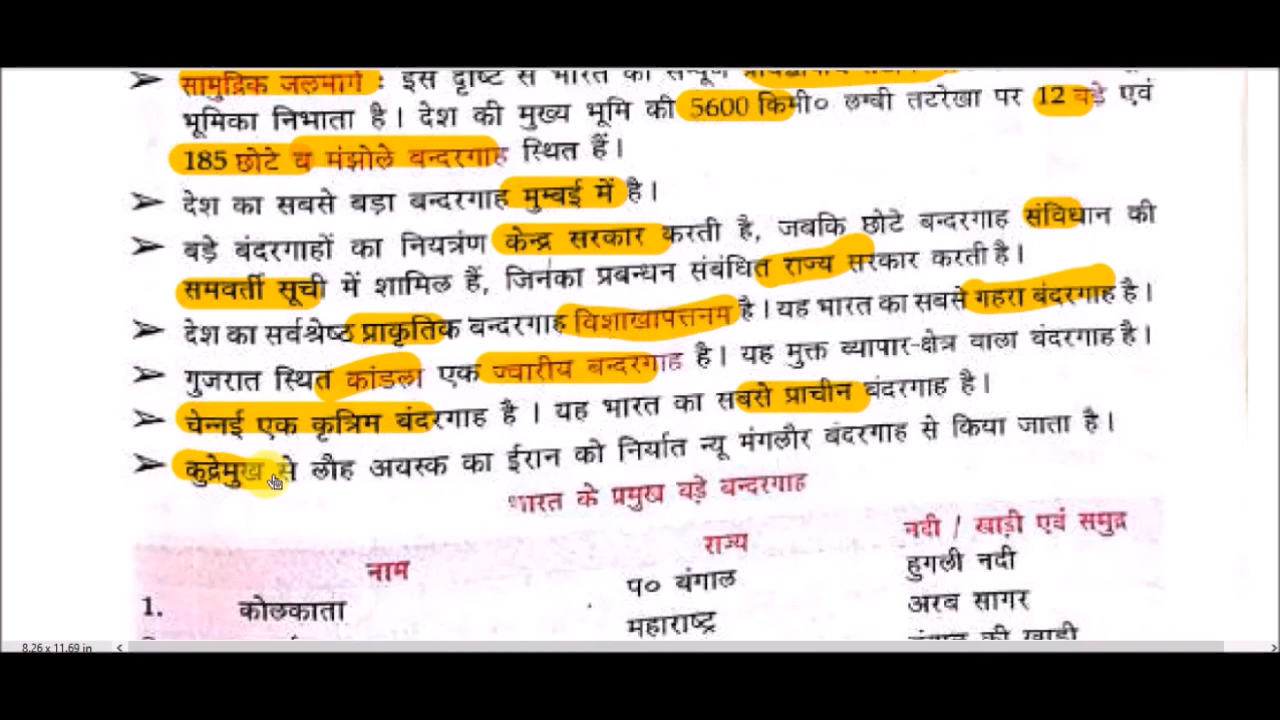 ➢ सामुद्रिक जलमार्ग : इस दृष्टि से भारत का सम्पूर्ण
भूमिका निभाता है। देश की मुख्य भूमि की 5600 किमी० लम्बी तटरेखा पर 12 बड़े एवं
185 छोटे व मंझोले बन्दरगाह स्थित हैं।
➢ देश का सबसे बड़ा बन्दरगाह मुम्बई में है।
➢ बड़े बंदरगाहों का नियत्रंण केन्द्र सरकार करती है, जबकि छोटे बन्दरगाह संविधान की
समवर्ती सूची में शामिल हैं, जिनका प्रबन्धन संबंधित राज्य सरकार करती है।
➢ देश का सर्वश्रेष्ठ प्राकृतिक बन्दरगाह विशाखापत्तनम है। यह भारत का सबसे गहरा बंदरगाह है।
➢ गुजरात स्थित कांडला एक ज्वारीय बन्दरगाह है। यह मुक्त व्यापार-क्षेत्र वाला बंदरगाह है।
➢ चेन्नई एक कृत्रिम बंदरगाह है । यह भारत का सबसे प्राचीन बंदरगाह है।
➢ कुद्रेमुख से लौह अयस्क का ईरान को निर्यात न्यू मंगलौर बंदरगाह से किया जाता है।
भारत के प्रमुख बड़े बन्दरगाह
नाम राज्य नदी / खाड़ी एवं समुद्र
1. कोलकाता प० बंगाल हुगली नदी
महाराष्ट्र अरब सागर
की खाड़ी
8.26 x 11.69 in